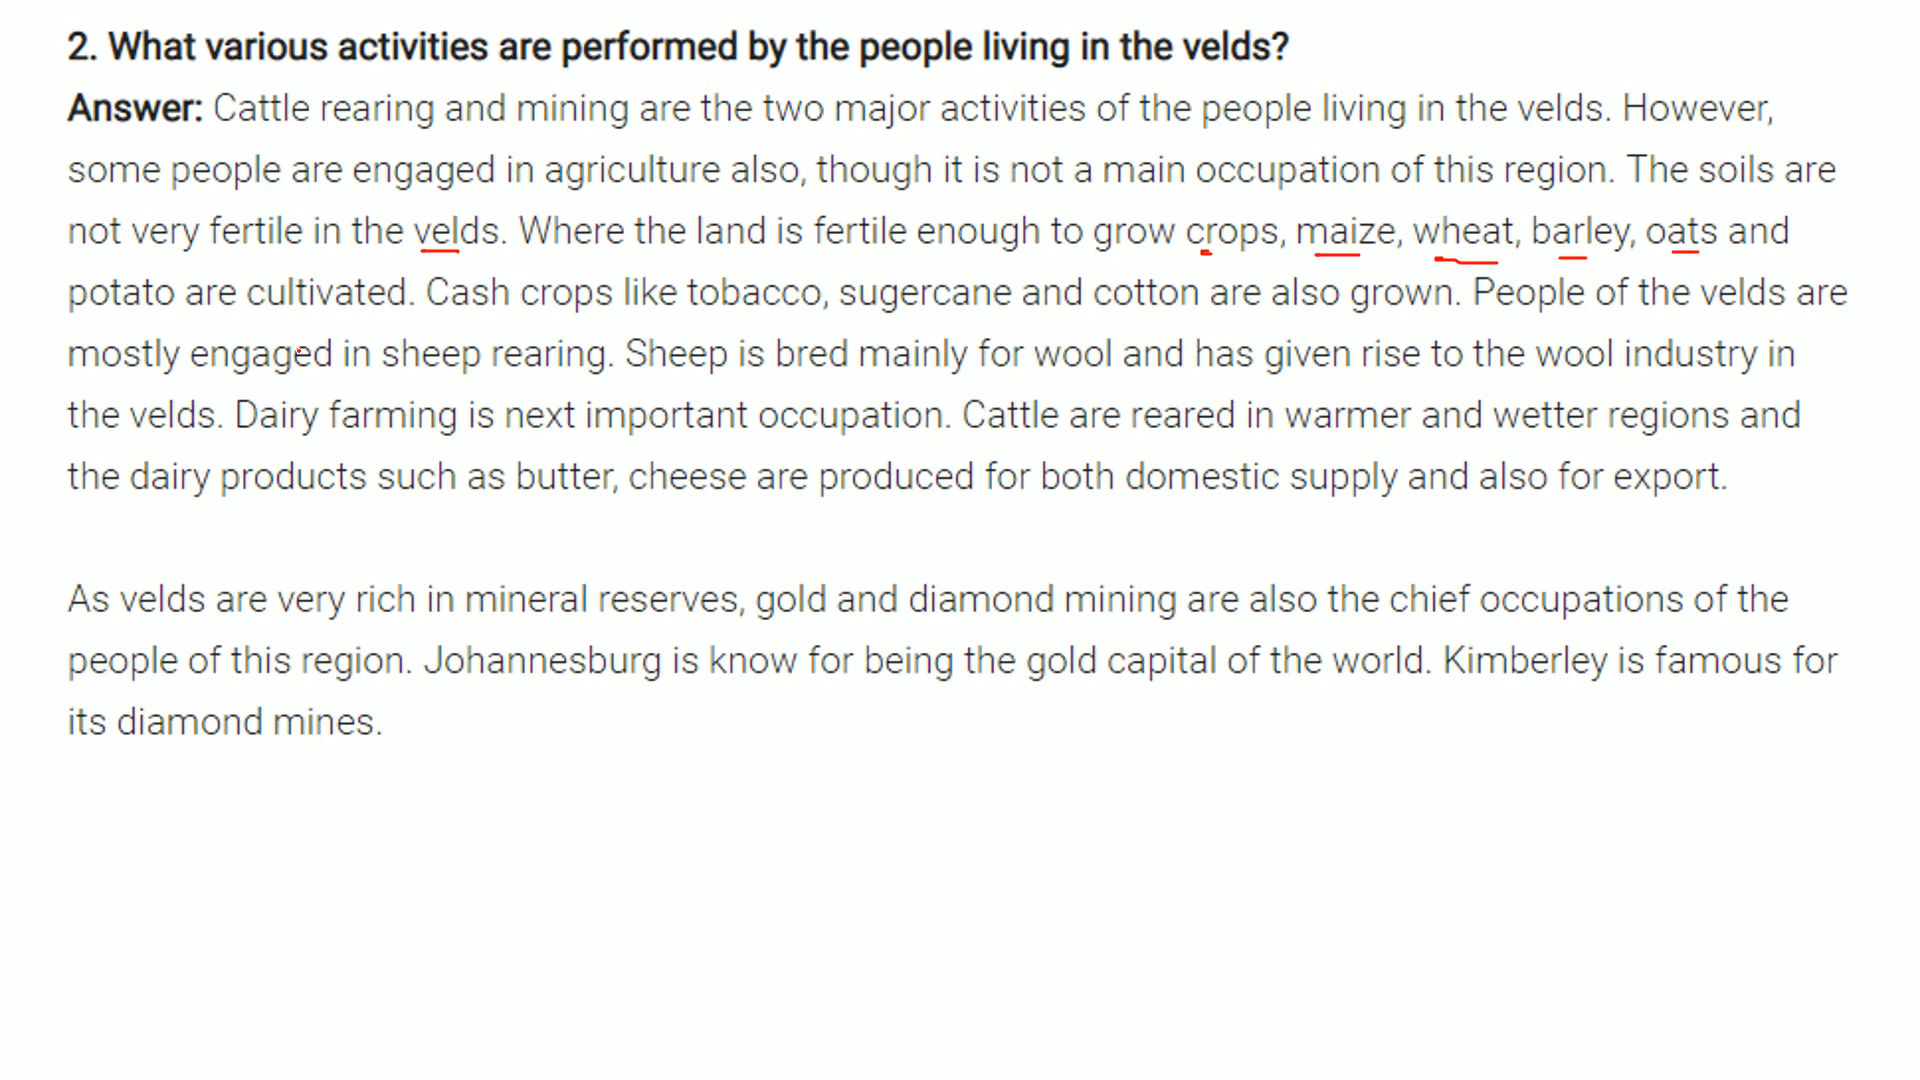 2. What various activities are performed by the people living in the velds?
Answer: Cattle rearing and mining are the two major activities of the people living in the velds. However,
some people are engaged in agriculture also, though it is not a main occupation of this region. The soils are
not very fertile in the velds. Where the land is fertile enough to grow crops, maize, wheat, barley, oats and
potato are cultivated. Cash crops like tobacco, sugercane and cotton are also grown. People of the velds are
mostly engaged in sheep rearing. Sheep is bred mainly for wool and has given rise to the wool industry in
the velds. Dairy farming is next important occupation. Cattle are reared in warmer and wetter regions and
the dairy products such as butter, cheese are produced for both domestic supply and also for export.
As velds are very rich in mineral reserves, gold and diamond mining are also the chief occupations of the
people of this region. Johannesburg is know for being the gold capital of the world. Kimberley is famous for
its diamond mines.